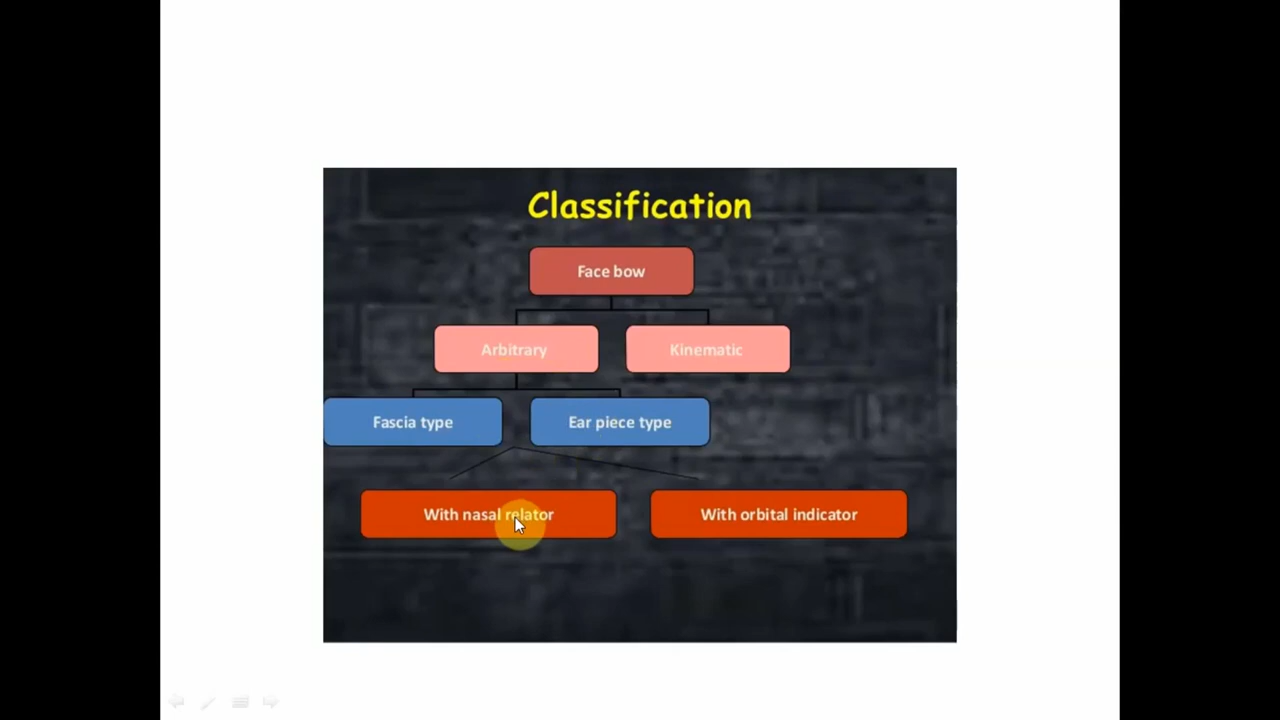 Classification
Face bow
Arbitrary
Kinematic
Fascia type
Ear piece type
With nasal relator
With orbital indicator